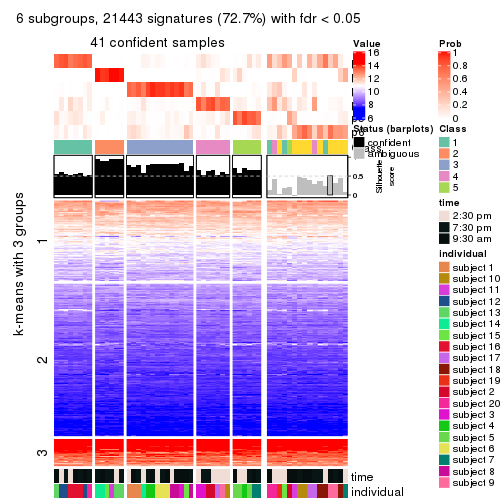 6 subgroups, 21443 signatures (72.7%) with fdr < 0.05
41 confident samples
k-means with 3 groups
1
2
3
p6
Class
0.5
0
Silhouette
score
time
individual
Value
16
14
12
10
8
6
Status (barplots)
confident
ambiguous
Prob
1
0.8
0.6
0.4
0.2
0
Class
1
2
3
4
5
time
2:30 pm
7:30 pm
9:30 am
individual
subject 1
subject 10
subject 11
subject 12
subject 13
subject 14
subject 15
subject 16
subject 17
subject 18
subject 19
subject 2
subject 20
subject 3
subject 4
subject 5
subject 6
subject 7
subject 8
subject 9